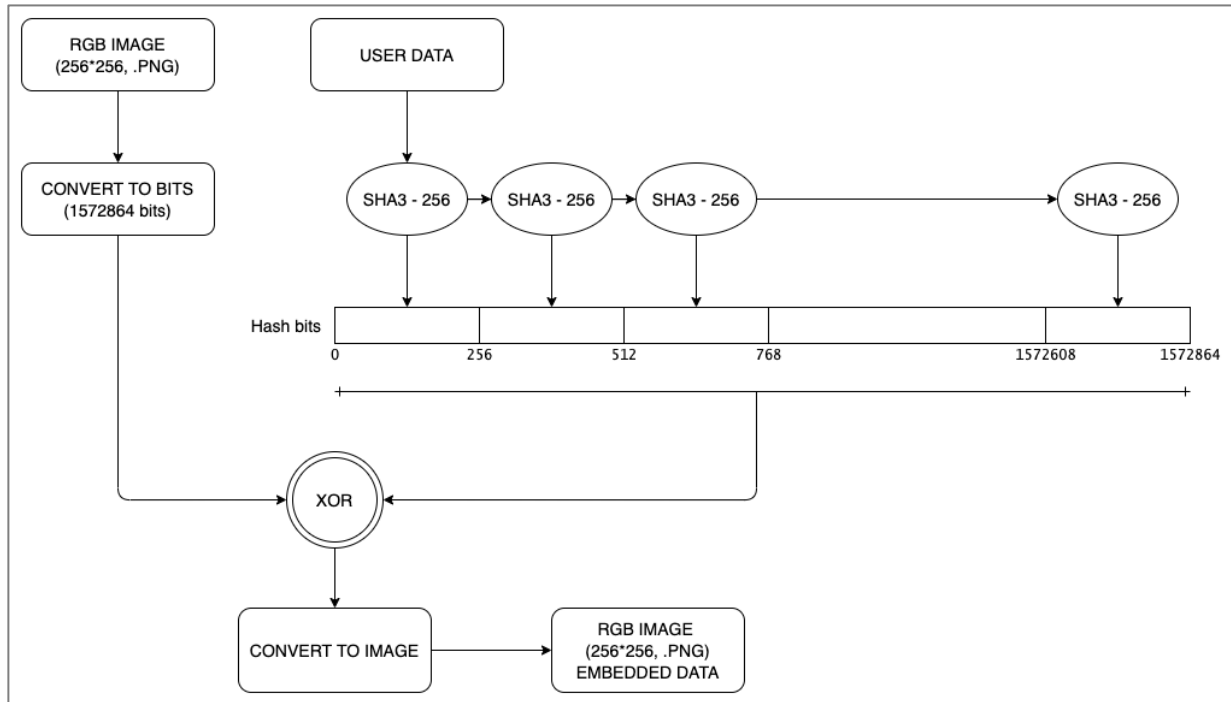 RGB IMAGE
(256*256, .PNG)
USER DATA
CONVERT TO BITS
(1572864 bits)
SHA3 - 256
SHA3 - 256
SHA3 - 256
SHA3 - 256
Hash bits
0
256
512
768
1572608
1572864
XOR
CONVERT TO IMAGE
RGB IMAGE
(256*256, .PNG)
EMBEDDED DATA